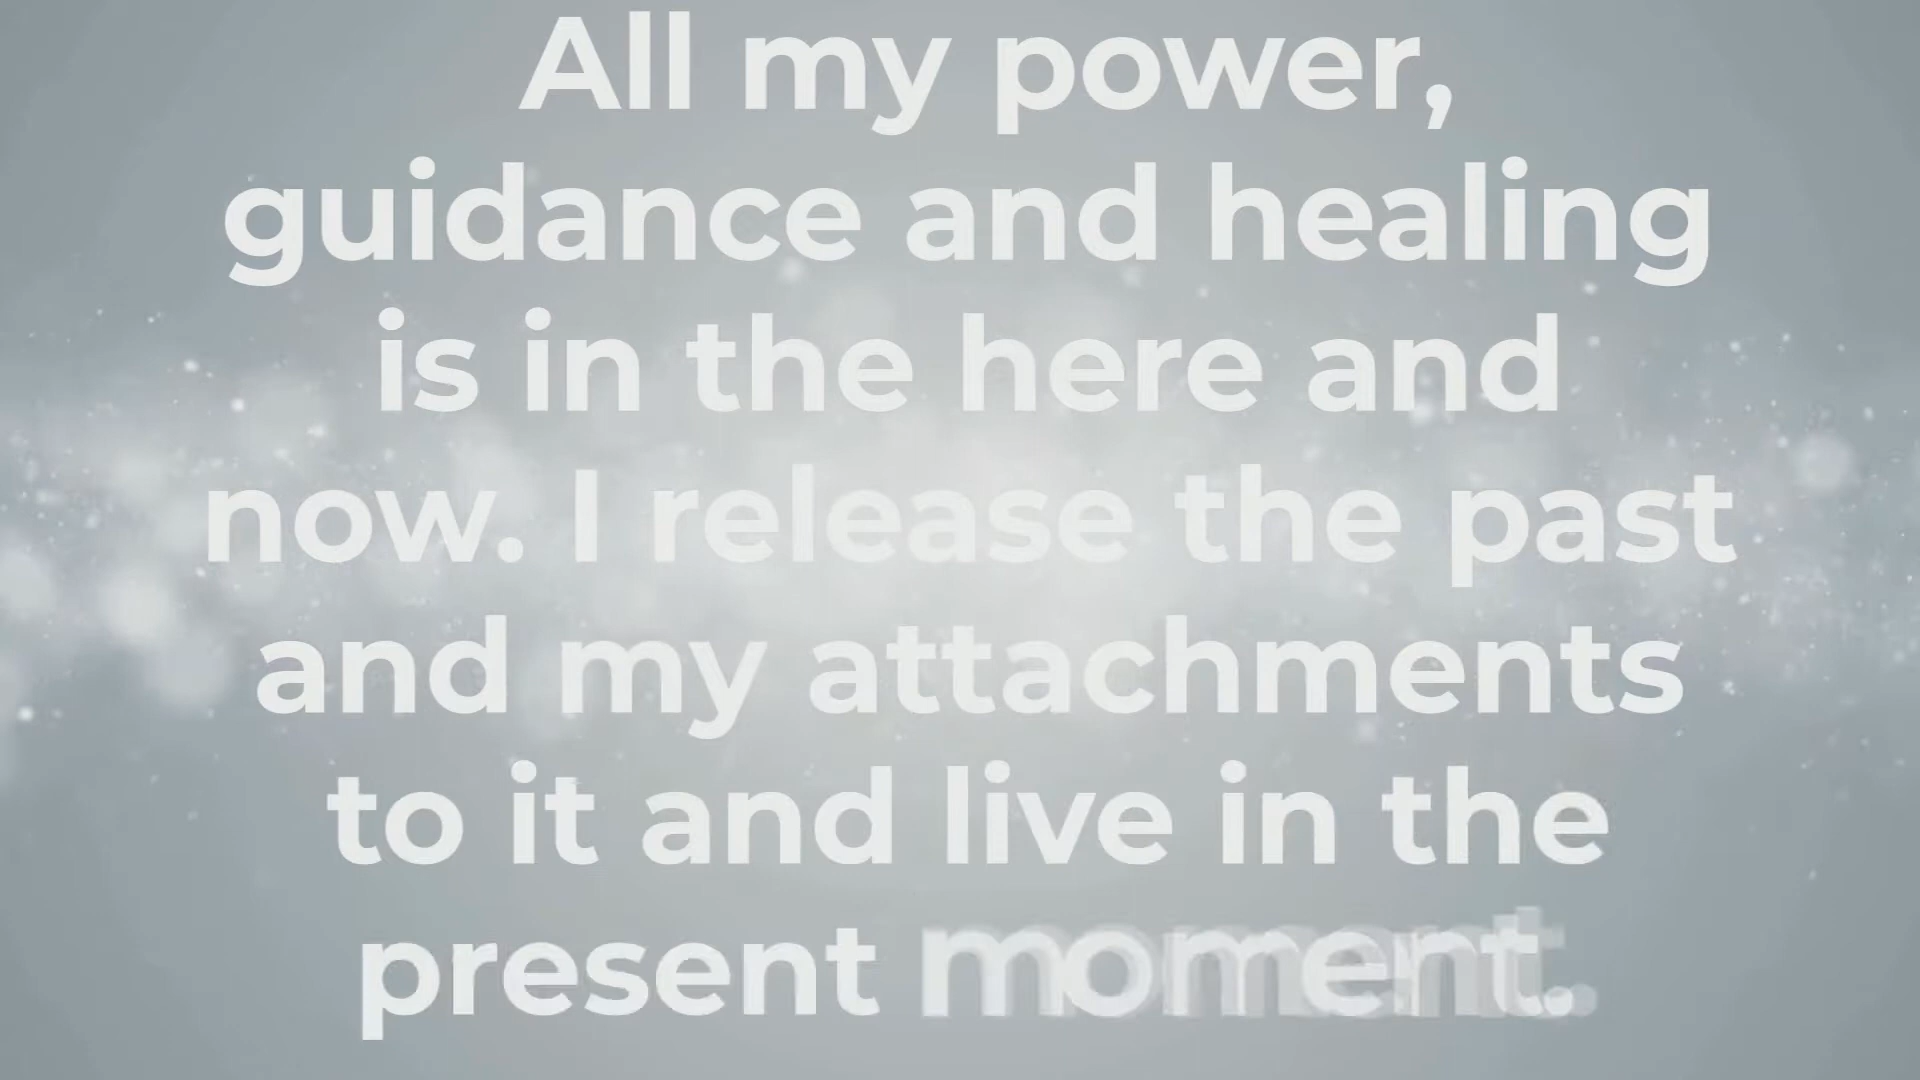 All my power,
guidance and healing
is in the here and
now. I release the past
and my attachments
to it and live in the
present moment.